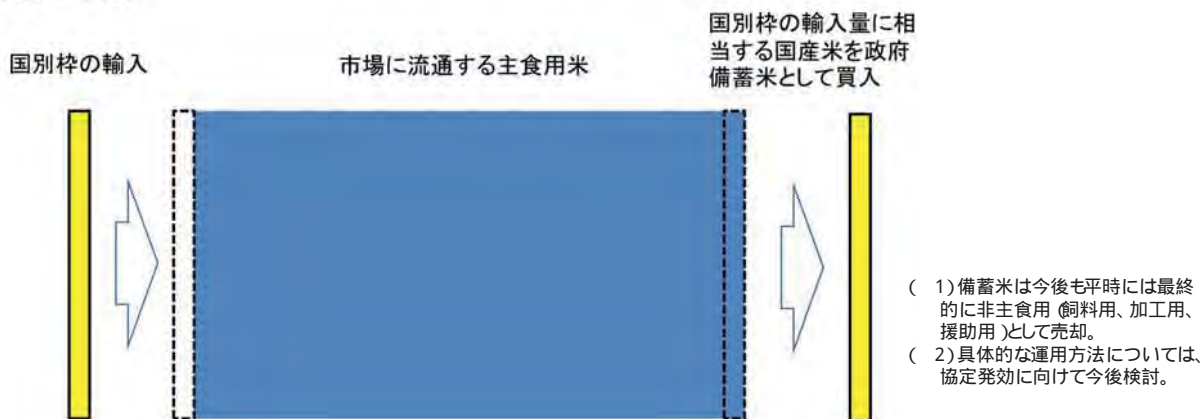 国別枠の輸入
市場に流通する主食用米
国別枠の輸入量に相
当する国産米を政府
備蓄米として買入
(　1)備蓄米は今後も平時には最終
的に非主食用(飼料用、加工用、
援助用)として売却。
(　2)具体的な運用方法については、
協定発効に向けて今後検討。